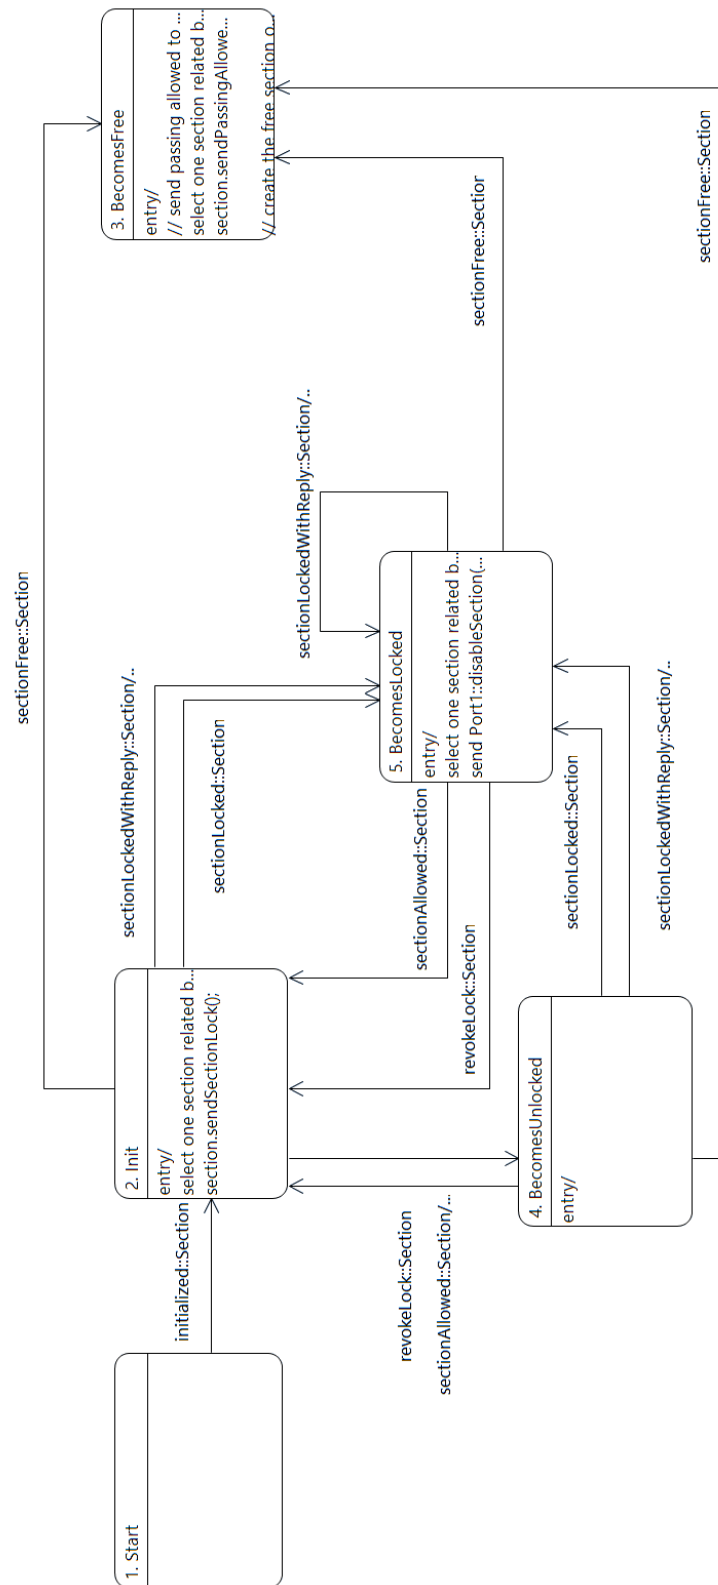 1. Start
initialized::Section
2. Init
entry/
select one section related b...
section.sendSectionLock();
sectionFree::Section
sectionLockedWithReply::Section/..
sectionLocked::Section
3. BecomesFree
entry/
// send passing allowed to ...
select one section related b...
section.sendPassingAllowe...
// create the free section o...
revokeLock::Section
sectionAllowed::Section/...
sectionAllowed::Section
revokeLock::Section
5. BecomesLocked
entry/
select one section related b...
send Port1::disableSection(...
sectionLockedWithReply::Section/..
sectionFree::Sectior
4. BecomesUnlocked
entry/
sectionLocked::Section
sectionLockedWithReply::Section/..
sectionFree::Section